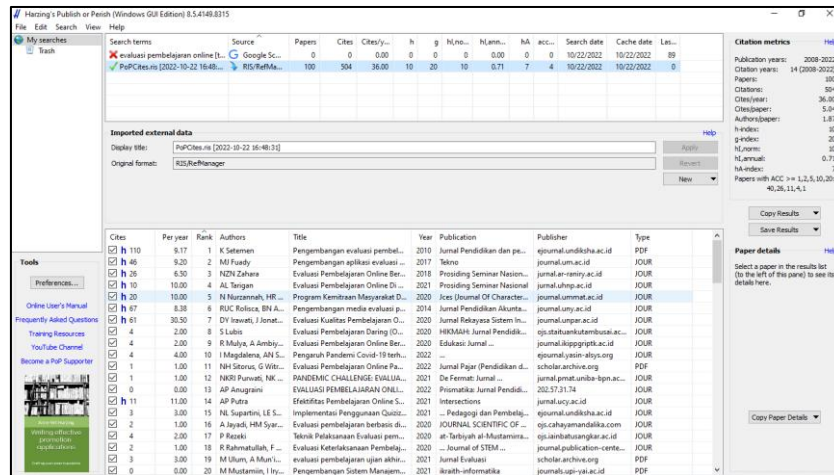 Harzing's Publish or Perish (Windows GUI Edition) 8.5.4149.8315
File Edit Search View Help
My searches
Trash
Search terms Source Papers Cites Cites/y... h g hI,no... hI,ann... hA acc... Search date Cache date Las...
evaluasi pembelajaran online [t... Google Sc... 0 0 0.00 0 0 0 0.00 0 0 10/22/2022 10/22/2022 89
PoPCites.ris [2022-10-22 16:48:... RIS/RefMa... 100 504 36.00 10 20 10 0.71 7 4 10/22/2022 10/22/2022 0
Imported external data Help
Display title: PoPCites.ris [2022-10-22 16:48:31] Apply
Original format: RIS/RefManager Revert
New
Cites Per year Rank Authors Title Year Publication Publisher Type
h 110 9.17 1 K Setemen Pengembangan evaluasi pembel... 2010 Jurnal Pendidikan dan pe... ejournal.undiksha.ac.id PDF
h 46 9.20 2 MJ Fuady Pengembangan aplikasi evaluasi ... 2017 Tekno journal.um.ac.id JOUR
h 26 6.50 3 NZN Zahara Evaluasi Pembelajaran Online Ber... 2018 Prosiding Seminar Nasion... jurnal.ar-raniry.ac.id JOUR
h 10 10.00 4 AL Tarigan Evaluasi Pembelajaran Online Di ... 2021 Prosiding Seminar Nasional jurnal.uhnp.ac.id JOUR
h 20 10.00 5 N Nurzannah, HR ... Program Kemitraan Masyarakat D... 2020 Jces (Journal Of Character... journal.ummat.ac.id JOUR
h 67 8.38 6 RUC Rolisca, BN A... Pengembangan media evaluasi p... 2014 Jurnal Pendidikan Akunta... journal.uny.ac.id JOUR
h 61 30.50 7 DY Irawati, J Jonat... Evaluasi Kualitas Pembelajaran O... 2020 Jurnal Rekayasa Sistem In... journal.unpar.ac.id JOUR
4 2.00 8 S Lubis Evaluasi Pembelajaran Daring (O... 2020 HIKMAH: Jurnal Pendidik... ojs.staituankutambusai.ac... JOUR
4 2.00 9 R Mulya, A Ambiy... Evaluasi Pembelajaran Online Ber... 2020 Edukasi: Jurnal ... journal.ikippgriptk.ac.id JOUR
4 4.00 10 I Magdalena, AN S... Pengaruh Pandemi Covid-19 terh... 2022 ... ejournal.yasin-alsys.org JOUR
1 1.00 11 NH Sitorus, G Witr... Evaluasi Pembelajaran Online Pa... 2022 Jurnal Pajar (Pendidikan d... scholar.archive.org PDF
1 1.00 12 NKRI Purwati, NK ... PANDEMIC CHALLENGE: EVALUA... 2021 De Fermat: Jurnal ... jurnal.pmat.uniba-bpn.ac... JOUR
0 0.00 13 AP Anugraini EVALUASI PEMBELAJARAN ONLI... 2022 Prismatika: Jurnal Pendidi... 202.57.31.74 JOUR
h 11 11.00 14 AP Putra Efektifitas Pembelajaran Online S... 2021 Intersections jurnal.ucy.ac.id JOUR
3 3.00 15 NL Supartini, LE S... Implementasi Penggunaan Quiziz... 2021 ... Pedagogi dan Pembelaj... ejournal.undiksha.ac.id JOUR
2 1.00 16 A Jayadi, HM Syar... Evaluasi pembelajaran berbasis di... 2020 JOURNAL SCIENTIFIC OF ... ojs.cahayamandalika.com JOUR
4 2.00 17 P Rezeki Teknik Pelaksanaan Evaluasi pem... 2020 at-Tarbiyah al-Mustamirra... ojs.iainbatusangkar.ac.id JOUR
2 1.00 18 R Rahmatullah, F ... Evaluasi Keterlaksanaan Pembelaj... 2020 ... Journal of STEM ... journal.publication-cente... JOUR
3 3.00 19 M Ulum, A Mun'i... Evaluasi pembelajaran ujian akhir... 2021 Jurnal Evaluasi scholar.archive.org PDF
0 0.00 20 M Mustamiin, I Iry... Pengembangan Sistem Manajem... 2021 ikraith-informatika journals.upi-yai.ac.id PDF
Tools
Preferences...
Online User's Manual
Frequently Asked Questions
Training Resources
YouTube Channel
Become a PoP Supporter
Writing effective
promotion
applications
Citation metrics Help
Publication years: 2008-2022
Citation years: 14 (2008-2022)
Papers: 100
Citations: 504
Cites/year: 36.00
Cites/paper: 5.04
Authors/paper: 1.87
h-index: 10
g-index: 20
hI,norm: 10
hI,annual: 0.71
hA-index: 7
Papers with ACC >= 1,2,5,10,20:
40,26,11,4,1
Copy Results
Save Results
Paper details Help
Select a paper in the results list
(to the left of this pane) to see its
details here.
Copy Paper Details